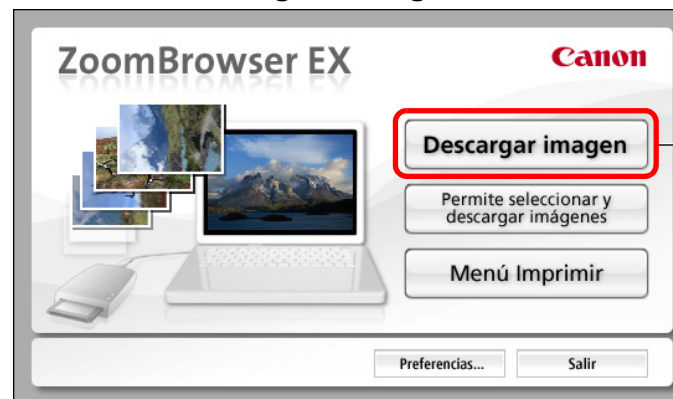 ZoomBrowser EX
Canon
Descargar imagen
Permite seleccionar y
descargar imágenes
Menú Imprimir
Preferencias...
Salir